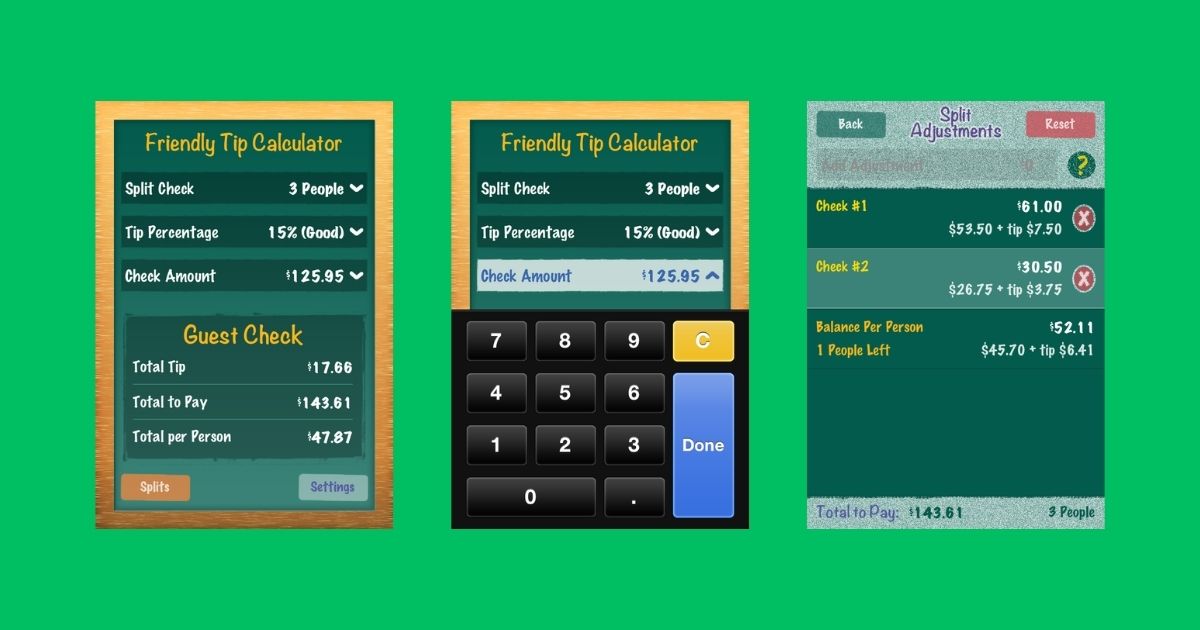 Friendly Tip Calculator
Split Check 3 People
Tip Percentage 15% (Good)
Check Amount $125.95
Guest Check
Total Tip $17.66
Total to Pay $143.61
Total per Person $47.87
Splits Settings
Friendly Tip Calculator
Split Check 3 People
Tip Percentage 15% (Good)
Check Amount $125.95
7 8 9 C
4 5 6
1 2 3 Done
0 .
Back Split Adjustments Reset
Add Adjustment ?
Check #1 $61.00
$53.50 + tip $7.50 X
Check #2 $30.50
$26.75 + tip $3.75 X
Balance Per Person $52.11
1 People Left $45.70 + tip $6.41
Total to Pay: $143.61 3 People